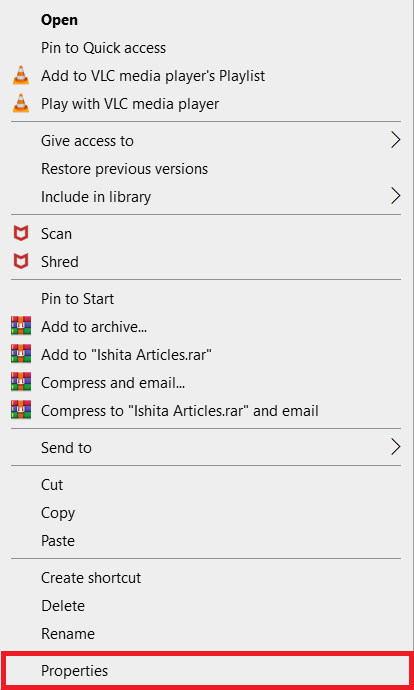 Open
Pin to Quick access
Add to VLC media player's Playlist
Play with VLC media player
Give access to
Restore previous versions
Include in library
Scan
Shred
Pin to Start
Add to archive...
Add to "Ishita Articles.rar"
Compress and email...
Compress to "Ishita Articles.rar" and email
Send to
Cut
Copy
Paste
Create shortcut
Delete
Rename
Properties